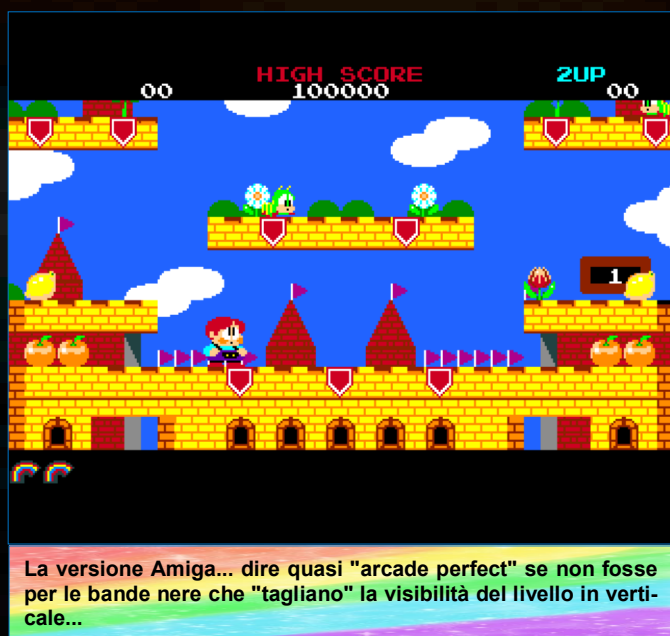 HIGH SCORE 2UP
00 100000 00
1
La versione Amiga... dire quasi "arcade perfect" se non fosse
per le bande nere che "tagliano" la visibilità del livello in verti-
cale...